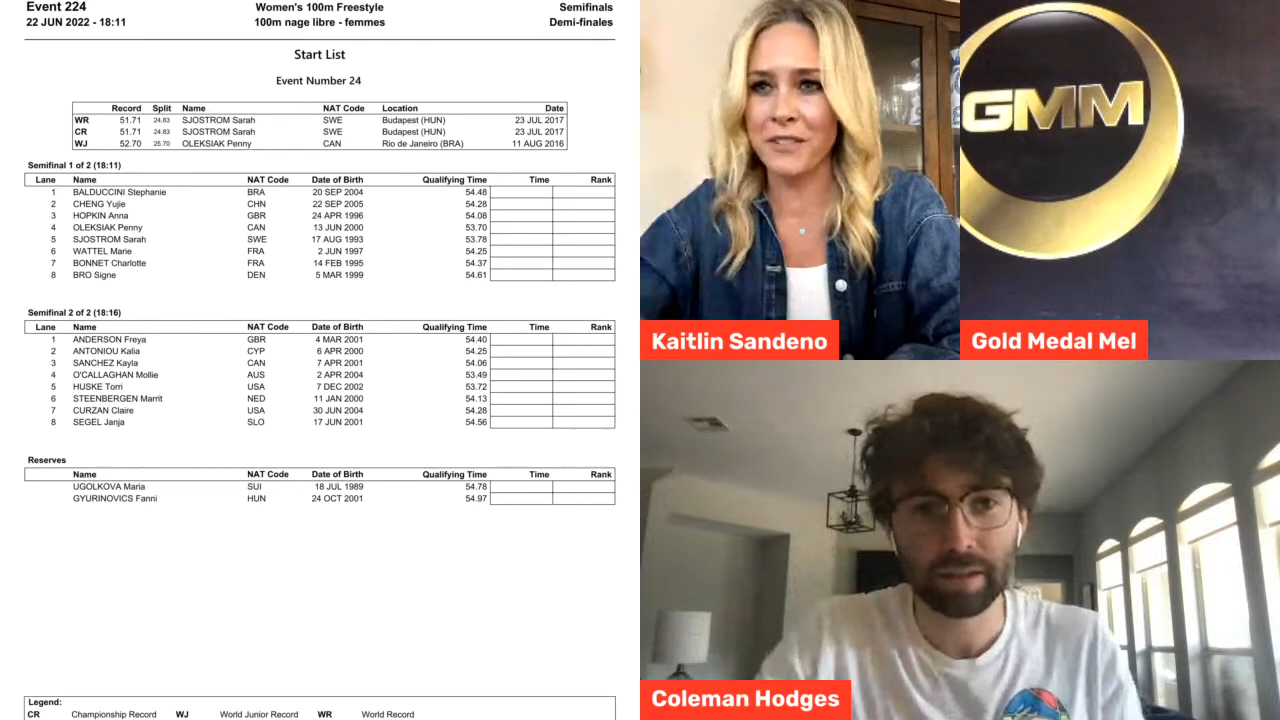 Event 224 Women's 100m Freestyle Semifinals
22 JUN 2022 - 18:11 100m nage libre - femmes Demi-finales
Start List
Event Number 24
Record Split Name NAT Code Location Date
WR 51.71 24.83 SJOSTROM Sarah SWE Budapest (HUN) 23 JUL 2017
CR 51.71 24.83 SJOSTROM Sarah SWE Budapest (HUN) 23 JUL 2017
WJ 52.70 25.70 OLEKSIAK Penny CAN Rio de Janeiro (BRA) 11 AUG 2016
Semifinal 1 of 2 (18:11)
Lane Name NAT Code Date of Birth Qualifying Time Time Rank
1 BALDUCCINI Stephanie BRA 20 SEP 2004 54.48
2 CHENG Yujie CHN 22 SEP 2005 54.28
3 HOPKIN Anna GBR 24 APR 1996 54.08
4 OLEKSIAK Penny CAN 13 JUN 2000 53.70
5 SJOSTROM Sarah SWE 17 AUG 1993 53.78
6 WATTEL Marie FRA 2 JUN 1997 54.25
7 BONNET Charlotte FRA 14 FEB 1995 54.37
8 BRO Signe DEN 5 MAR 1999 54.61
Semifinal 2 of 2 (18:16)
Lane Name NAT Code Date of Birth Qualifying Time Time Rank
1 ANDERSON Freya GBR 4 MAR 2001 54.40
2 ANTONIOU Kalia CYP 6 APR 2000 54.25
3 SANCHEZ Kayla CAN 7 APR 2001 54.06
4 O'CALLAGHAN Mollie AUS 2 APR 2004 53.49
5 HUSKE Torri USA 7 DEC 2002 53.72
6 STEENBERGEN Marrit NED 11 JAN 2000 54.13
7 CURZAN Claire USA 30 JUN 2004 54.28
8 SEGEL Janja SLO 17 JUN 2001 54.56
Reserves
Name NAT Code Date of Birth Qualifying Time Time Rank
UGOLKOVA Maria SUI 18 JUL 1989 54.78
GYURINOVICS Fanni HUN 24 OCT 2001 54.97
Legend:
CR Championship Record WJ World Junior Record WR World Record
GMM
Kaitlin Sandeno
Gold Medal Mel
Coleman Hodges